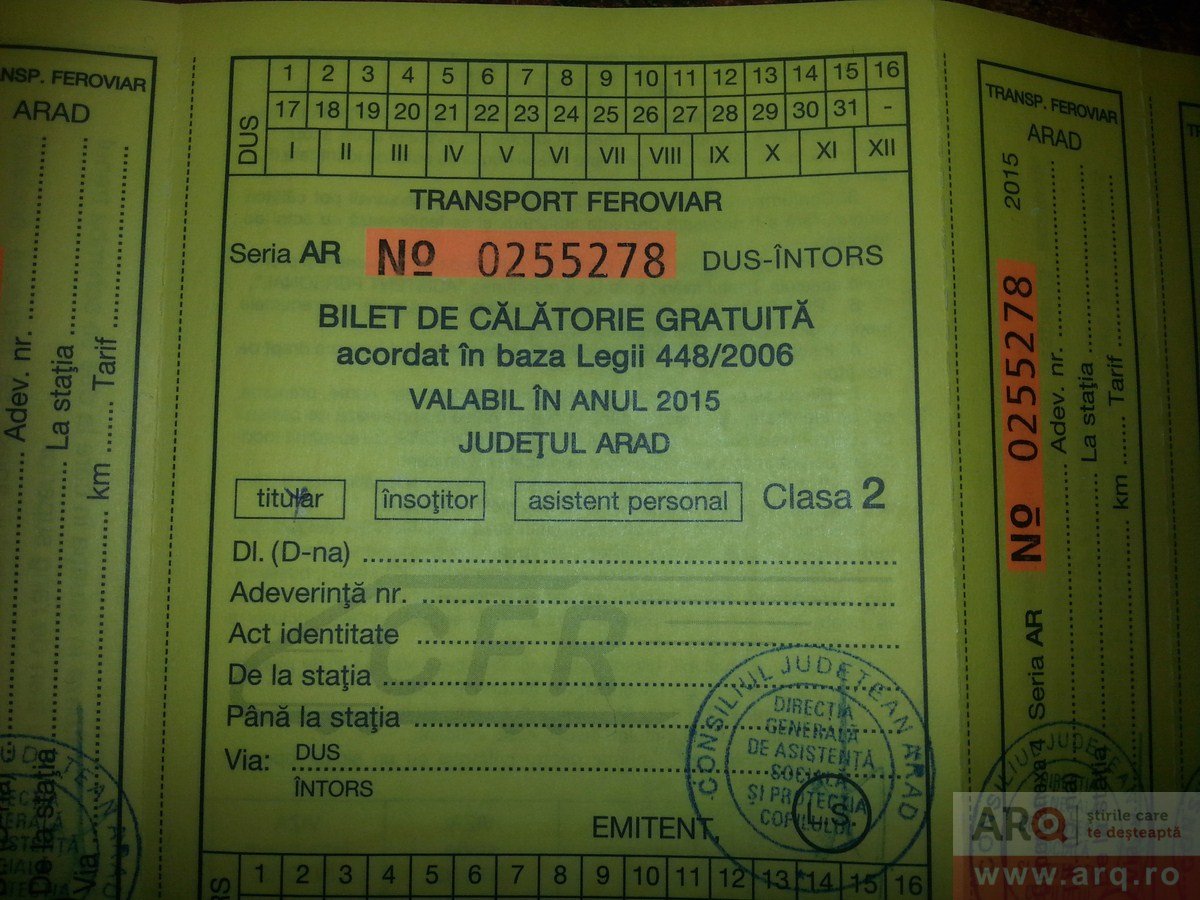 NSP. FEROVIAR
ARAD
Adev. nr.
La staţia
km Tarif
De la staţia
Via
DUS
1 2 3 4 5 6 7 8 9 10 11 12 13 14 15 16
17 18 19 20 21 22 23 24 25 26 27 28 29 30 31 -
I II III IV V VI VII VIII IX X XI XII
TRANSPORT FEROVIAR
Seria AR Nº 0255278 DUS-ÎNTORS
BILET DE CĂLĂTORIE GRATUITĂ
acordat în baza Legii 448/2006
VALABIL ÎN ANUL 2015
JUDEŢUL ARAD
titular însoţitor asistent personal Clasa 2
Dl. (D-na)
Adeverinţă nr.
Act identitate
De la staţia
CFR
Până la staţia
Via: DUS
ÎNTORS
EMITENT,
L.S.
CONSILIUL JUDEŢEAN ARAD
DIRECŢIA
GENERALĂ
DE ASISTENŢĂ
SOCIALĂ
ŞI PROTECŢIA
COPILULUI
1 2 3 4 5 6 7 8 9 10 11 12 13 14 15 16
TRANSP. FEROVIAR
ARAD
Seria AR Nº 0255278 2015
Adev. nr.
La staţia
km Tarif
ARQ ştirile care
te deşteaptă
www.arq.ro